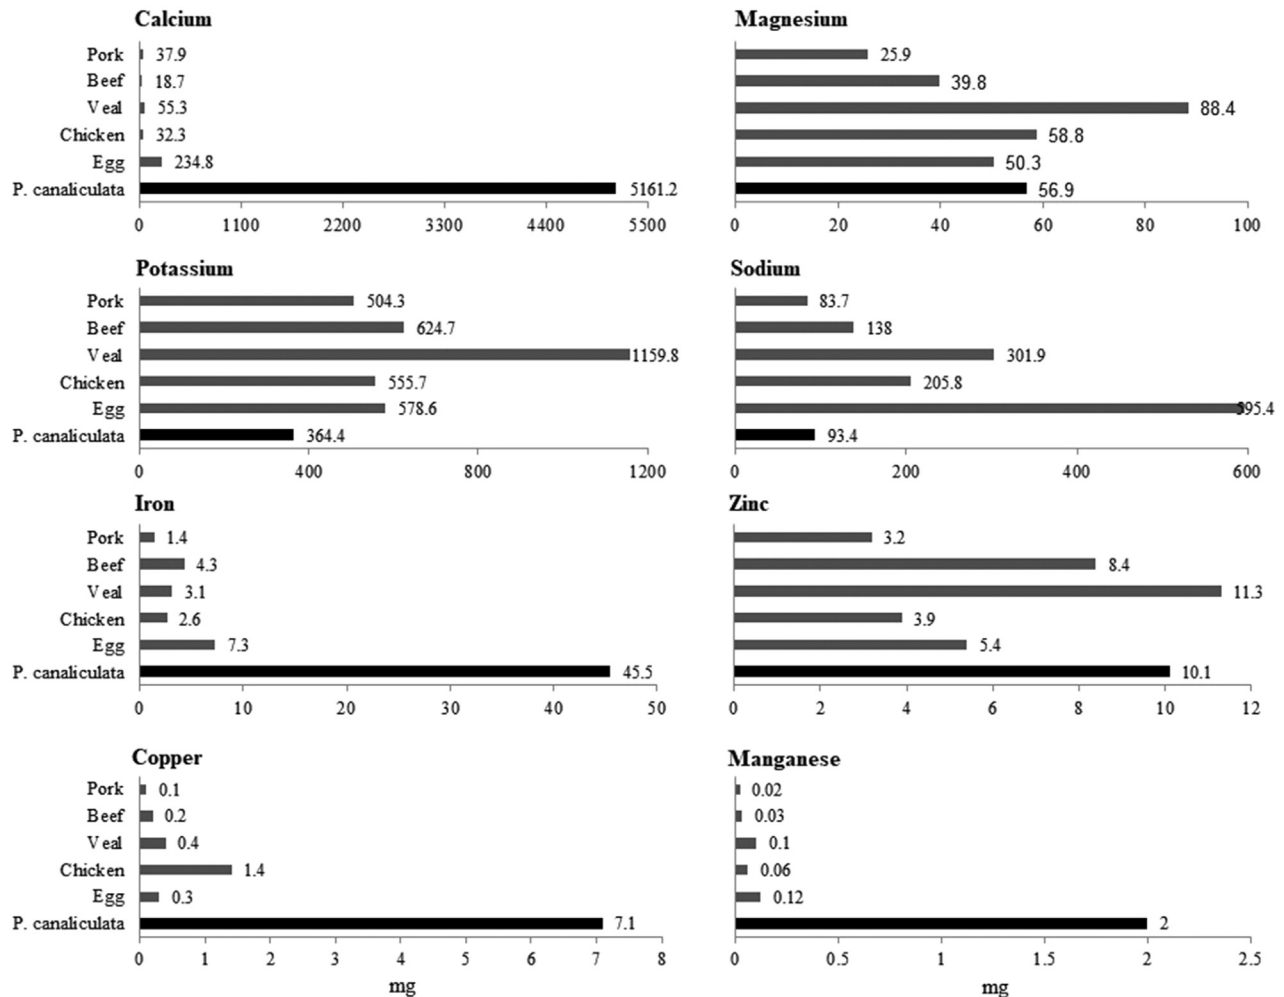 Calcium
Pork 37.9
Beef 18.7
Veal 55.3
Chicken 32.3
Egg 234.8
P. canaliculata 5161.2
0 1100 2200 3300 4400 5500
Magnesium
25.9
39.8
88.4
58.8
50.3
56.9
0 20 40 60 80 100
Potassium
Pork 504.3
Beef 624.7
Veal 1159.8
Chicken 555.7
Egg 578.6
P. canaliculata 364.4
0 400 800 1200
Sodium
83.7
138
301.9
205.8
595.4
93.4
0 200 400 600
Iron
Pork 1.4
Beef 4.3
Veal 3.1
Chicken 2.6
Egg 7.3
P. canaliculata 45.5
0 10 20 30 40 50
Zinc
3.2
8.4
11.3
3.9
5.4
10.1
0 2 4 6 8 10 12
Copper
Pork 0.1
Beef 0.2
Veal 0.4
Chicken 1.4
Egg 0.3
P. canaliculata 7.1
0 1 2 3 4 5 6 7 8
mg
Manganese
0.02
0.03
0.1
0.06
0.12
2
0 0.5 1 1.5 2 2.5
mg